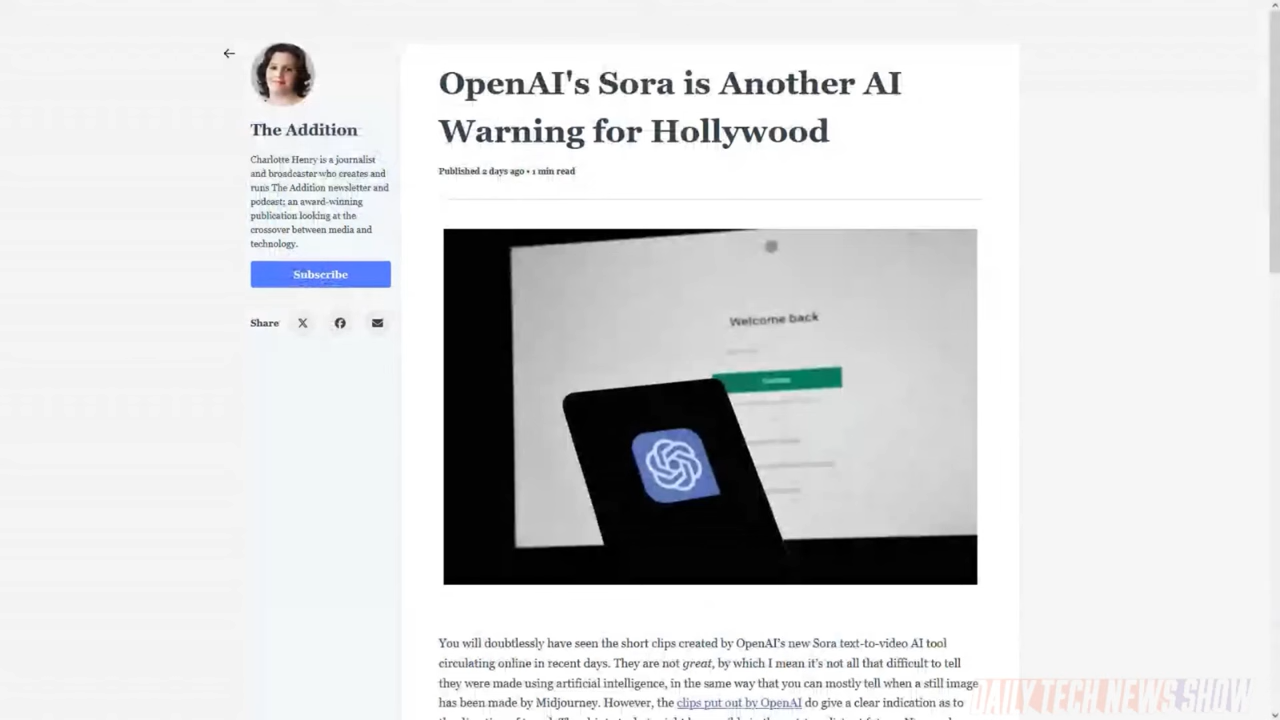 The Addition
Charlotte Henry is a journalist
and broadcaster who creates and
runs The Addition newsletter and
podcast; an award-winning
publication looking at the
crossover between media and
technology.
Subscribe
Share
OpenAI's Sora is Another AI
Warning for Hollywood
Published 2 days ago • 1 min read
Welcome back
You will doubtlessly have seen the short clips created by OpenAI's new Sora text-to-video AI tool
circulating online in recent days. They are not great, by which I mean it's not all that difficult to tell
they were made using artificial intelligence, in the same way that you can mostly tell when a still image
has been made by Midjourney. However, the clips put out by OpenAI do give a clear indication as to
DAILY TECH NEWS SHOW